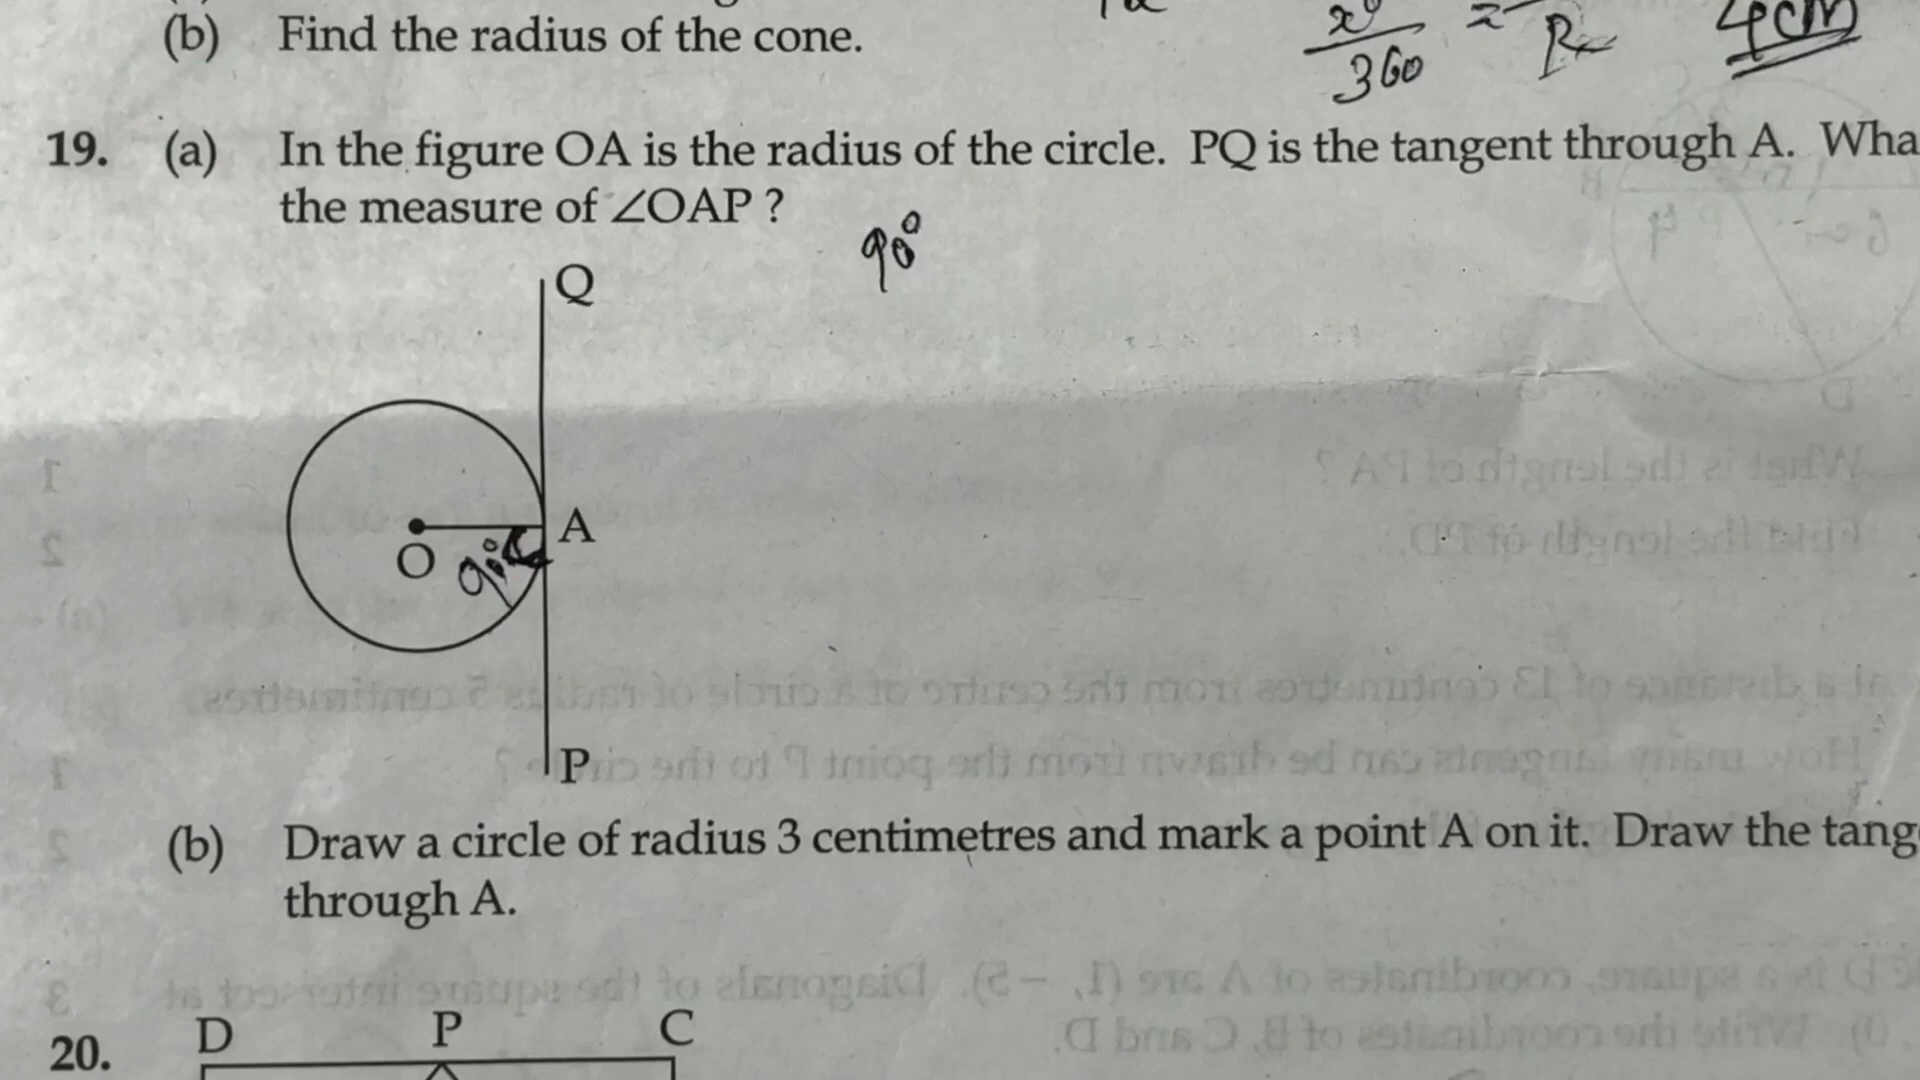 (b) Find the radius of the cone.
x° / 360 = R
4cm
19. (a) In the figure OA is the radius of the circle. PQ is the tangent through A. Wha
the measure of ∠OAP ?
90°
Q
A
O
90°
P
(b) Draw a circle of radius 3 centimetres and mark a point A on it. Draw the tang
through A.
20.
D P C